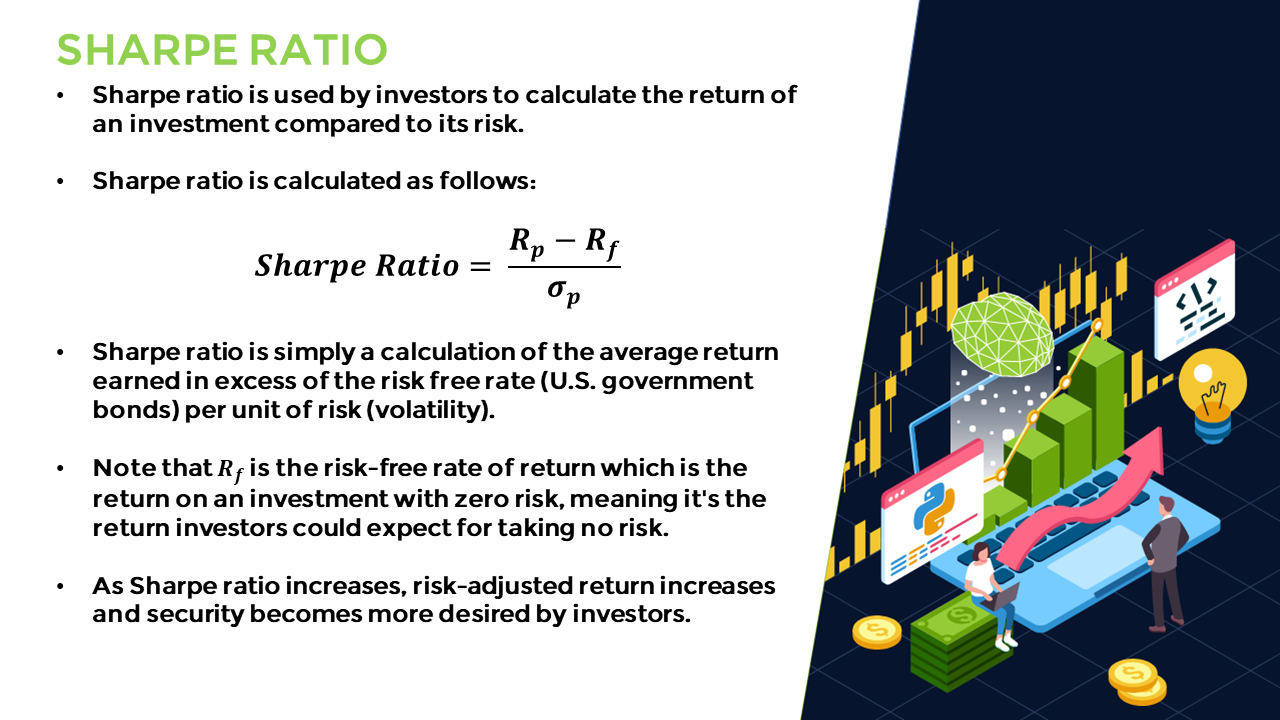 SHARPE RATIO
• Sharpe ratio is used by investors to calculate the return of
an investment compared to its risk.
• Sharpe ratio is calculated as follows:
Sharpe Ratio = (R_p − R_f) / σ_p
• Sharpe ratio is simply a calculation of the average return
earned in excess of the risk free rate (U.S. government
bonds) per unit of risk (volatility).
• Note that R_f is the risk-free rate of return which is the
return on an investment with zero risk, meaning it's the
return investors could expect for taking no risk.
• As Sharpe ratio increases, risk-adjusted return increases
and security becomes more desired by investors.
<\>
$
$
$